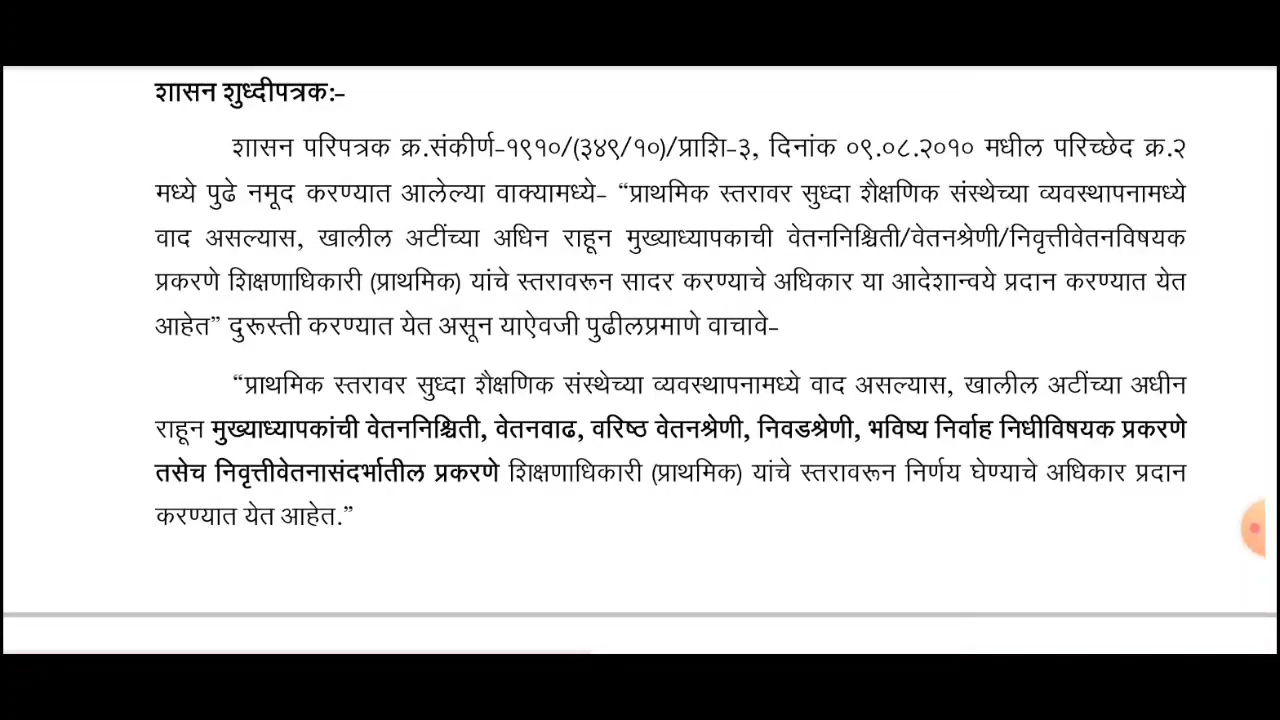 शासन शुध्दीपत्रक:-
शासन परिपत्रक क्र.संकीर्ण-१९१०/(३४९/१०)/प्राशि-३, दिनांक ०९.०८.२०१० मधील परिच्छेद क्र.२
मध्ये पुढे नमूद करण्यात आलेल्या वाक्यामध्ये- “प्राथमिक स्तरावर सुध्दा शैक्षणिक संस्थेच्या व्यवस्थापनामध्ये
वाद असल्यास, खालील अटींच्या अधिन राहून मुख्याध्यापकाची वेतननिश्चिती/वेतनश्रेणी/निवृत्तीवेतनविषयक
प्रकरणे शिक्षणाधिकारी (प्राथमिक) यांचे स्तरावरून सादर करण्याचे अधिकार या आदेशान्वये प्रदान करण्यात येत
आहेत” दुरूस्ती करण्यात येत असून याऐवजी पुढीलप्रमाणे वाचावे-
“प्राथमिक स्तरावर सुध्दा शैक्षणिक संस्थेच्या व्यवस्थापनामध्ये वाद असल्यास, खालील अटींच्या अधीन
राहून मुख्याध्यापकांची वेतननिश्चिती, वेतनवाढ, वरिष्ठ वेतनश्रेणी, निवडश्रेणी, भविष्य निर्वाह निधीविषयक प्रकरणे
तसेच निवृत्तीवेतनासंदर्भातील प्रकरणे शिक्षणाधिकारी (प्राथमिक) यांचे स्तरावरून निर्णय घेण्याचे अधिकार प्रदान
करण्यात येत आहेत.”